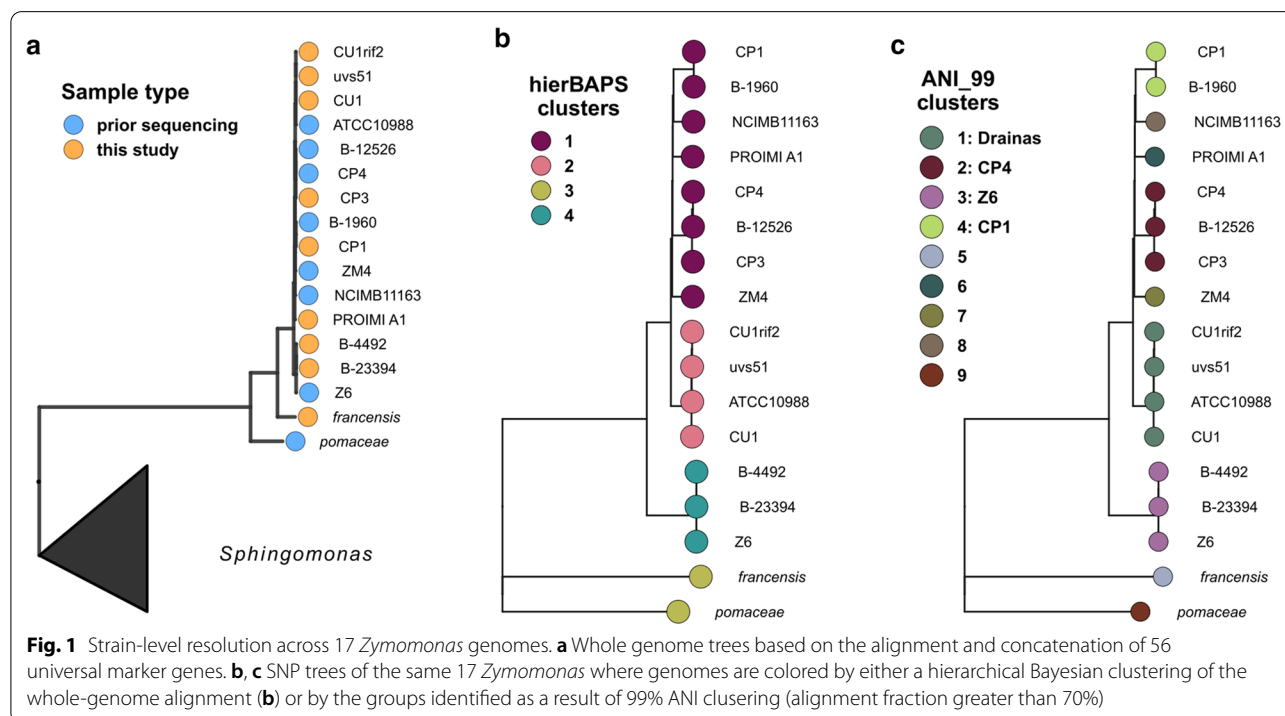 a
Sample type
prior sequencing
this study
CU1rif2
uvs51
CU1
ATCC10988
B-12526
CP4
CP3
B-1960
CP1
ZM4
NCIMB11163
PROIMI A1
B-4492
B-23394
Z6
francensis
pomaceae
Sphingomonas
b
hierBAPS
clusters
1
2
3
4
CP1
B-1960
NCIMB11163
PROIMI A1
CP4
B-12526
CP3
ZM4
CU1rif2
uvs51
ATCC10988
CU1
B-4492
B-23394
Z6
francensis
pomaceae
c
ANI_99
clusters
1: Drainas
2: CP4
3: Z6
4: CP1
5
6
7
8
9
CP1
B-1960
NCIMB11163
PROIMI A1
CP4
B-12526
CP3
ZM4
CU1rif2
uvs51
ATCC10988
CU1
B-4492
B-23394
Z6
francensis
pomaceae
Fig. 1 Strain-level resolution across 17 Zymomonas genomes. a Whole genome trees based on the alignment and concatenation of 56
universal marker genes. b, c SNP trees of the same 17 Zymomonas where genomes are colored by either a hierarchical Bayesian clustering of the
whole-genome alignment (b) or by the groups identified as a result of 99% ANI clusering (alignment fraction greater than 70%)